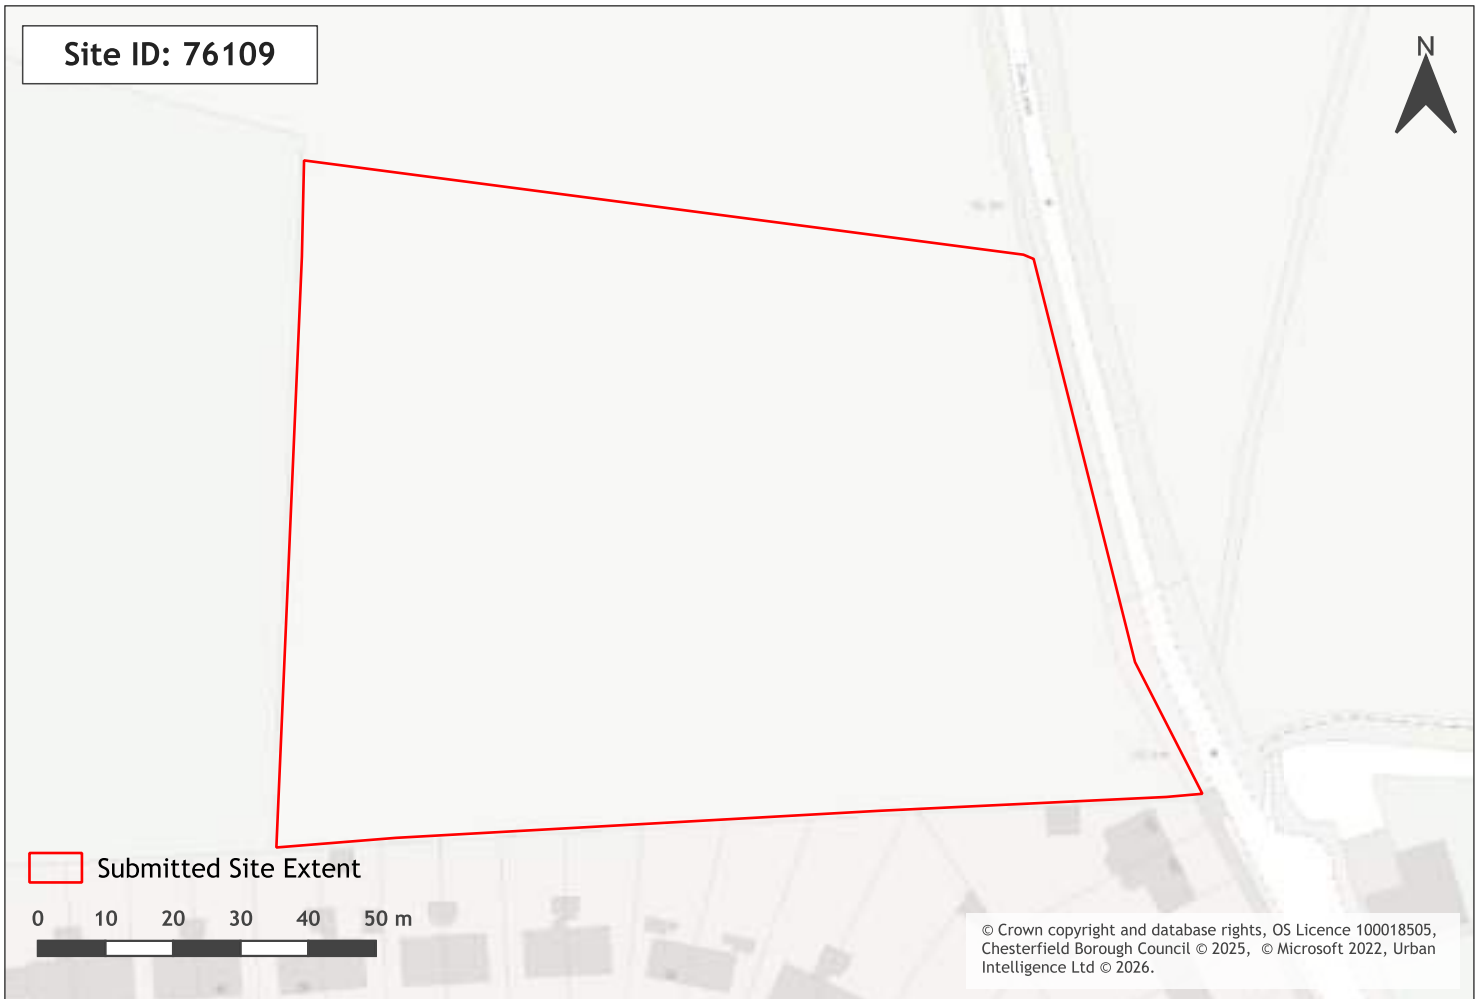 Site ID: 76109
N
Submitted Site Extent
0 10 20 30 40 50 m
© Crown copyright and database rights, OS Licence 100018505,
Chesterfield Borough Council © 2025, © Microsoft 2022, Urban
Intelligence Ltd © 2026.